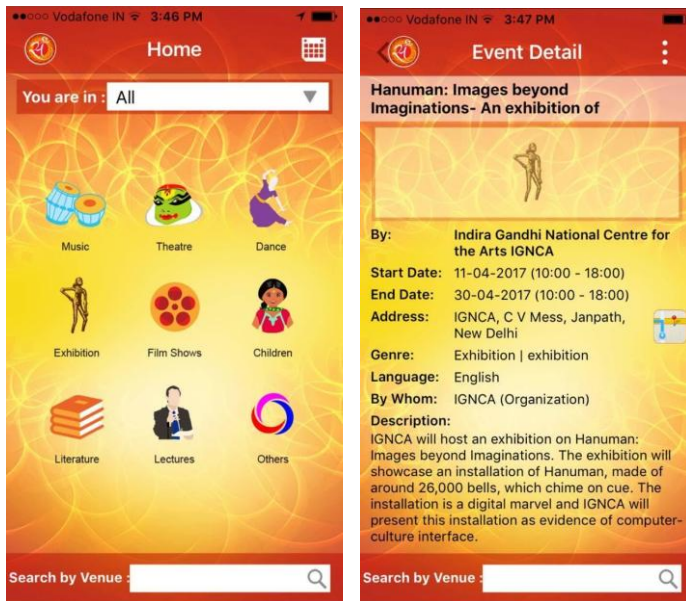 Vodafone IN 3:46 PM
Home
You are in : All
Music Theatre Dance
Exhibition Film Shows Children
Literature Lectures Others
Search by Venue :
Vodafone IN 3:47 PM
Event Detail
Hanuman: Images beyond
Imaginations- An exhibition of
By: Indira Gandhi National Centre for
the Arts IGNCA
Start Date: 11-04-2017 (10:00 - 18:00)
End Date: 30-04-2017 (10:00 - 18:00)
Address: IGNCA, C V Mess, Janpath,
New Delhi
Genre: Exhibition | exhibition
Language: English
By Whom: IGNCA (Organization)
Description:
IGNCA will host an exhibition on Hanuman:
Images beyond Imaginations. The exhibition will
showcase an installation of Hanuman, made of
around 26,000 bells, which chime on cue. The
installation is a digital marvel and IGNCA will
present this installation as evidence of computer-
culture interface.
Search by Venue :